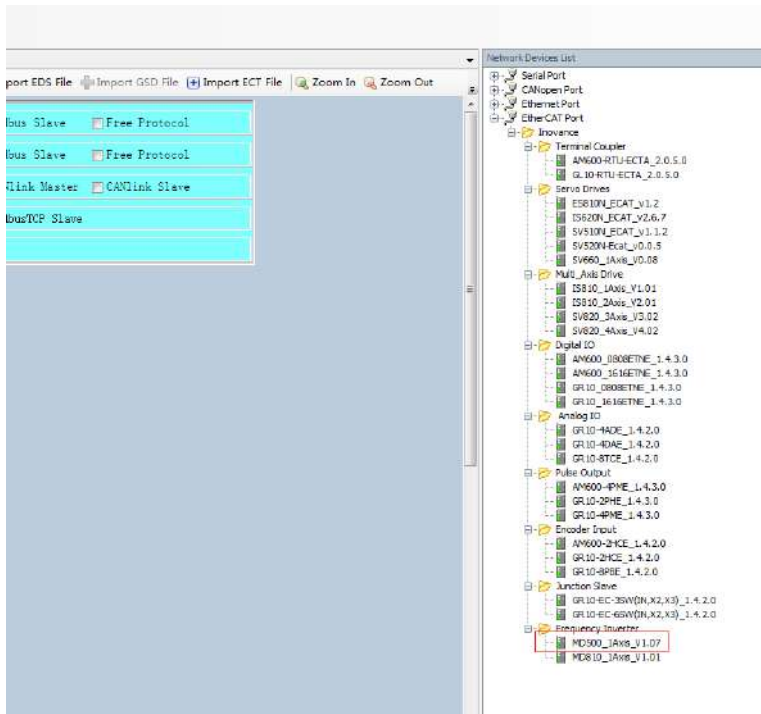 port EDS File Import GSD File Import ECT File Zoom In Zoom Out
bus Slave Free Protocol
bus Slave Free Protocol
Nlink Master CANlink Slave
busTCP Slave
Network Devices List
Serial Port
CANopen Port
Ethernet Port
EtherCAT Port
Inovance
Terminal Coupler
AM600-RTU-ECTA_2.0.5.0
GL10-RTU-ECTA_2.0.5.0
Servo Drives
ES810N_ECAT_v1.2
IS620N_ECAT_v2.6.7
SV510N_ECAT_v1.1.2
SV520N-Ecat_v0.0.5
SV660_1Axis_V0.08
Multi_Axis Drive
IS810_1Axis_V1.01
IS810_2Axis_V2.01
SV820_3Axis_V3.02
SV820_4Axis_V4.02
Digital IO
AM600_0808ETNE_1.4.3.0
AM600_1616ETNE_1.4.3.0
GR10_0808ETNE_1.4.3.0
GR10_1616ETNE_1.4.3.0
Analog IO
GR10-4ADE_1.4.2.0
GR10-4DAE_1.4.2.0
GR10-8TCE_1.4.2.0
Pulse Output
AM600-4PME_1.4.3.0
GR10-2PHE_1.4.3.0
GR10-4PME_1.4.3.0
Encoder Input
AM600-2HCE_1.4.2.0
GR10-2HCE_1.4.2.0
GR10-8PBE_1.4.2.0
Junction Slave
GR10-EC-3SW(IN,X2,X3)_1.4.2.0
GR10-EC-6SW(IN,X2,X3)_1.4.2.0
Frequency Inverter
MD500_1Axis_V1.07
MD810_1Axis_V1.01